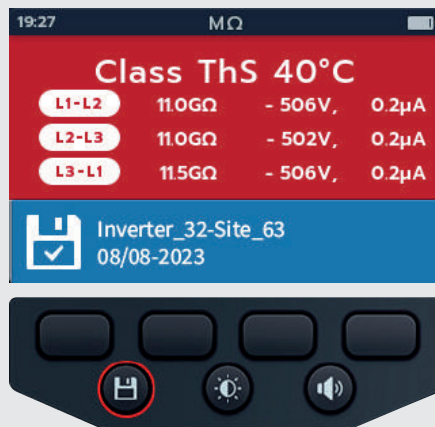 19:27 MΩ
Class ThS 40°C
L1-L2 11.0GΩ - 506V, 0.2µA
L2-L3 11.0GΩ - 502V, 0.2µA
L3-L1 11.5GΩ - 506V, 0.2µA
Inverter_32-Site_63
08/08-2023